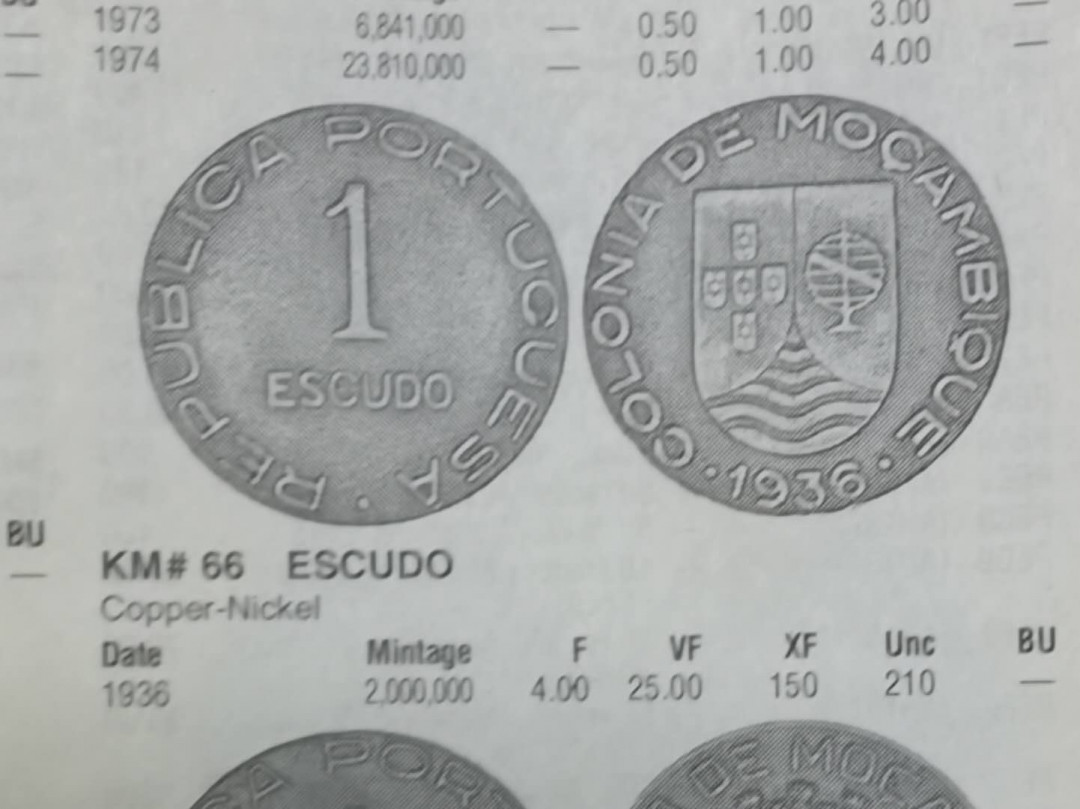 1973 6,841,000 — 0.50 1.00 3.00 —
1974 23,810,000 — 0.50 1.00 4.00 —
REPUBLICA PORTUGUESA
1
ESCUDO
COLONIA DE MOÇAMBIQUE
1936
BU
—
KM# 66 ESCUDO
Copper-Nickel
Date Mintage F VF XF Unc BU
1936 2,000,000 4.00 25.00 150 210 —